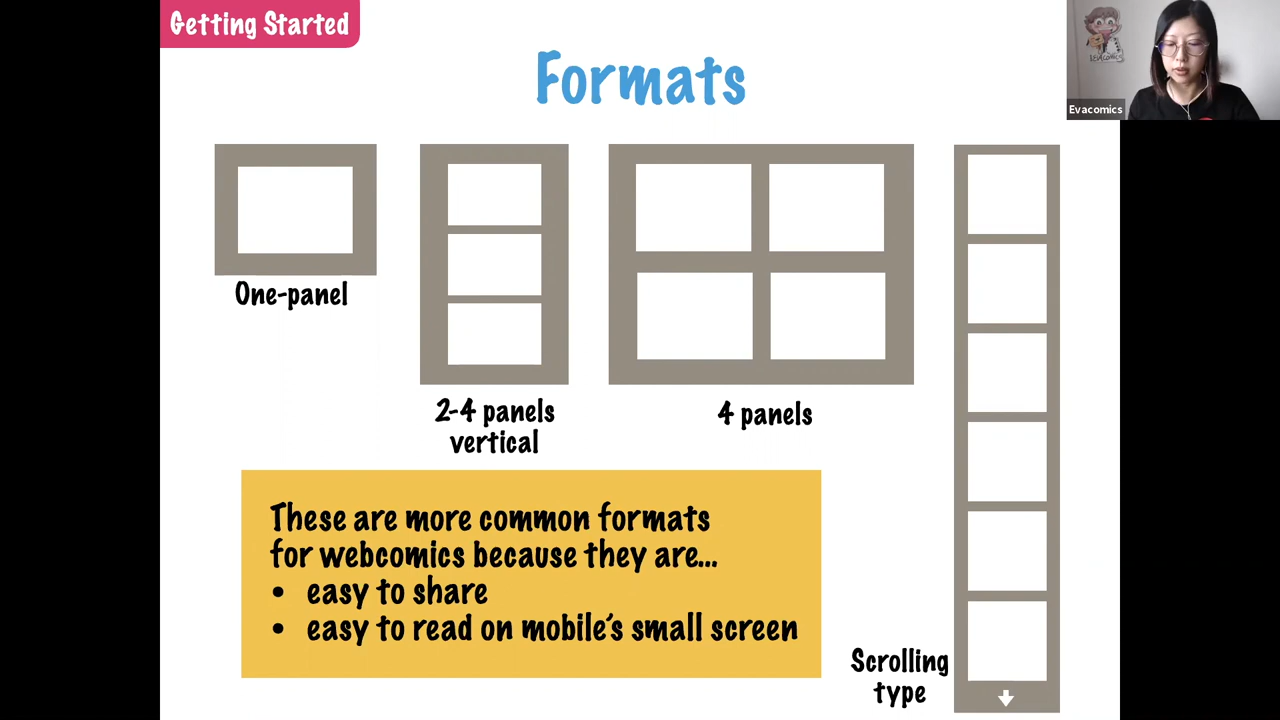 Getting Started
Formats
Evacomics
One-panel
2-4 panels
vertical
4 panels
These are more common formats
for webcomics because they are...
• easy to share
• easy to read on mobile's small screen
Scrolling
type